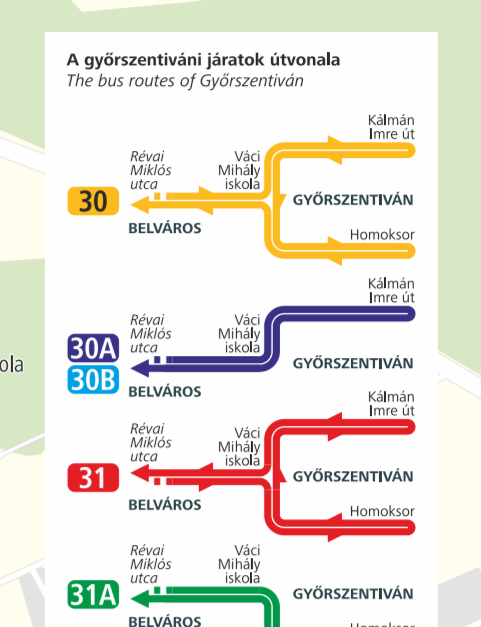 A győrszentiváni járatok útvonala
The bus routes of Győrszentiván
Kálmán
Imre út
Révai
Miklós
utca
Váci
Mihály
iskola
30
GYŐRSZENTIVÁN
BELVÁROS
Homoksor
Kálmán
Imre út
Révai
Miklós
utca
Váci
Mihály
iskola
ola
30A
30B
GYŐRSZENTIVÁN
BELVÁROS
Kálmán
Imre út
Révai
Miklós
utca
Váci
Mihály
iskola
31
GYŐRSZENTIVÁN
BELVÁROS
Homoksor
Révai
Miklós
utca
Váci
Mihály
iskola
31A
GYŐRSZENTIVÁN
BELVÁROS
Homoksor